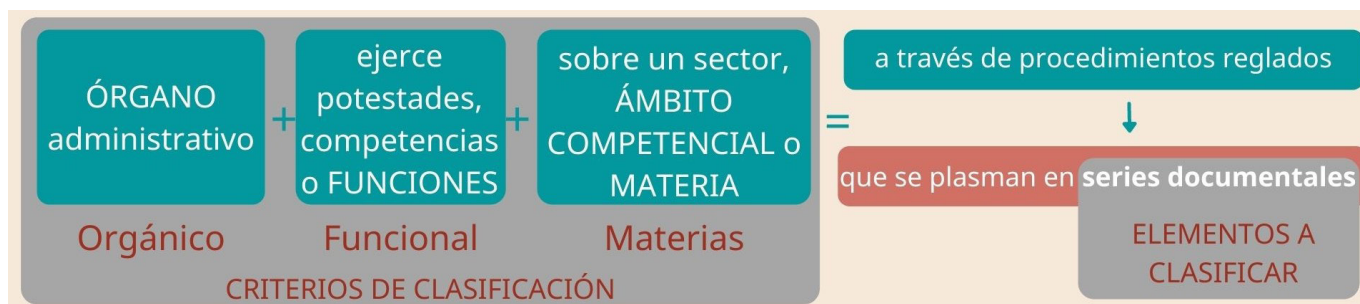 ÓRGANO
administrativo
+
ejerce
potestades,
competencias
o FUNCIONES
+
sobre un sector,
ÁMBITO
COMPETENCIAL o
MATERIA
=
a través de procedimientos reglados
que se plasman en series documentales
Orgánico
Funcional
Materias
CRITERIOS DE CLASIFICACIÓN
ELEMENTOS A
CLASIFICAR